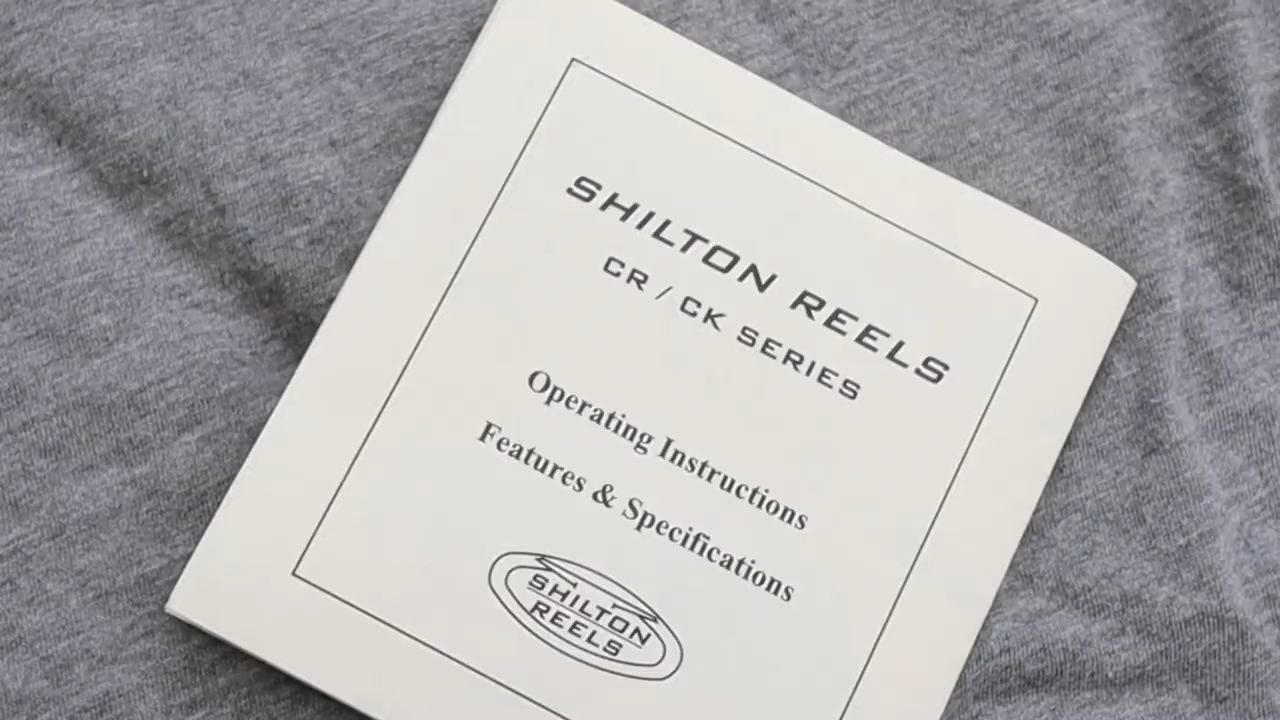 SHILTON REELS
CR / CK SERIES
Operating Instructions
Features & Specifications
SHILTON
REELS